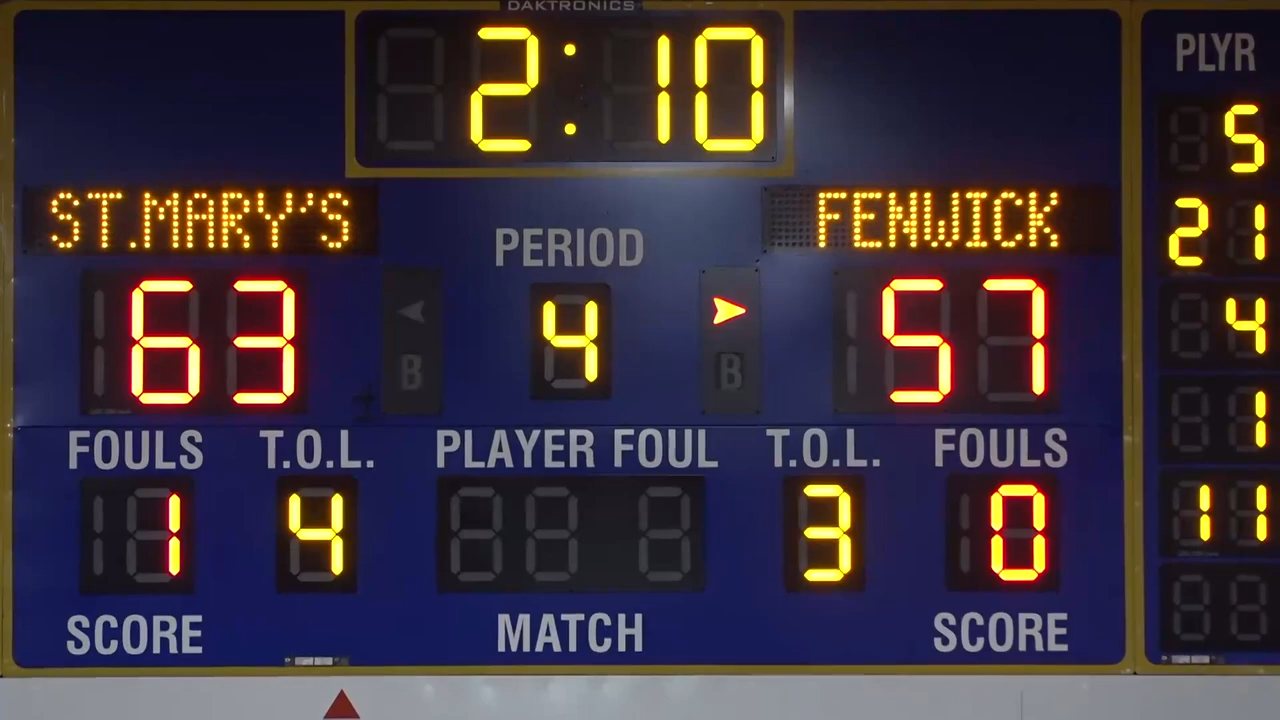 DAKTRONICS
2:10
PLYR
5
ST.MARY'S
FENWICK
21
PERIOD
63
4
57
4
B
B
1
FOULS T.O.L. PLAYER FOUL T.O.L. FOULS
1
4
3
0
11
SCORE
MATCH
SCORE